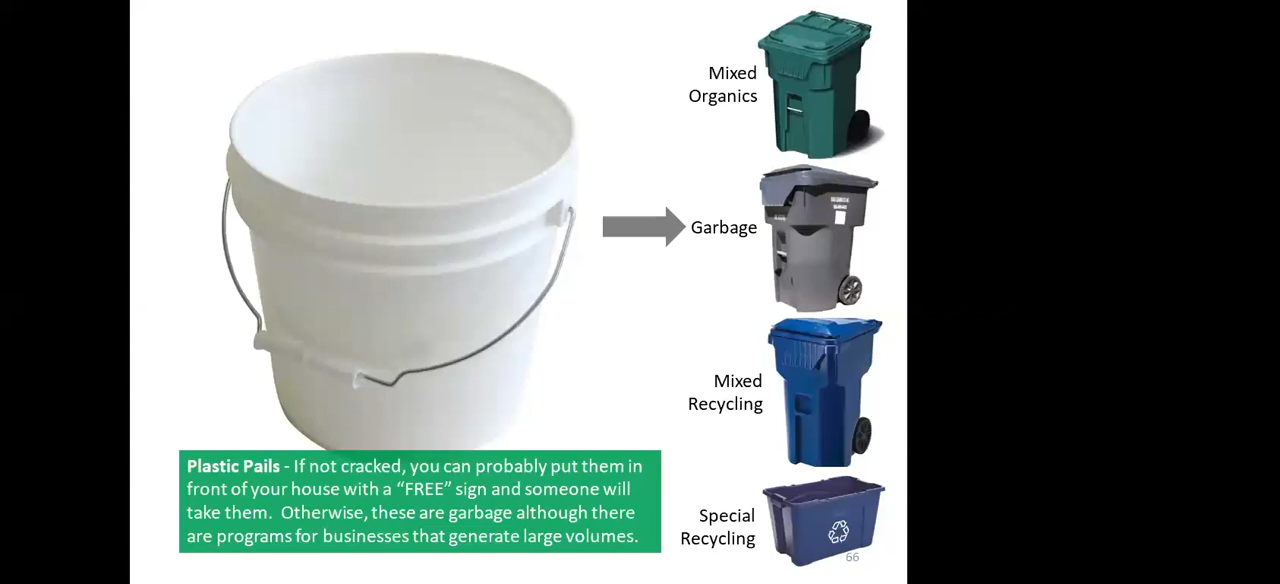 Mixed
Organics
Garbage
Mixed
Recycling
Plastic Pails - If not cracked, you can probably put them in
front of your house with a “FREE” sign and someone will
take them.  Otherwise, these are garbage although there
are programs for businesses that generate large volumes.
Special
Recycling
66